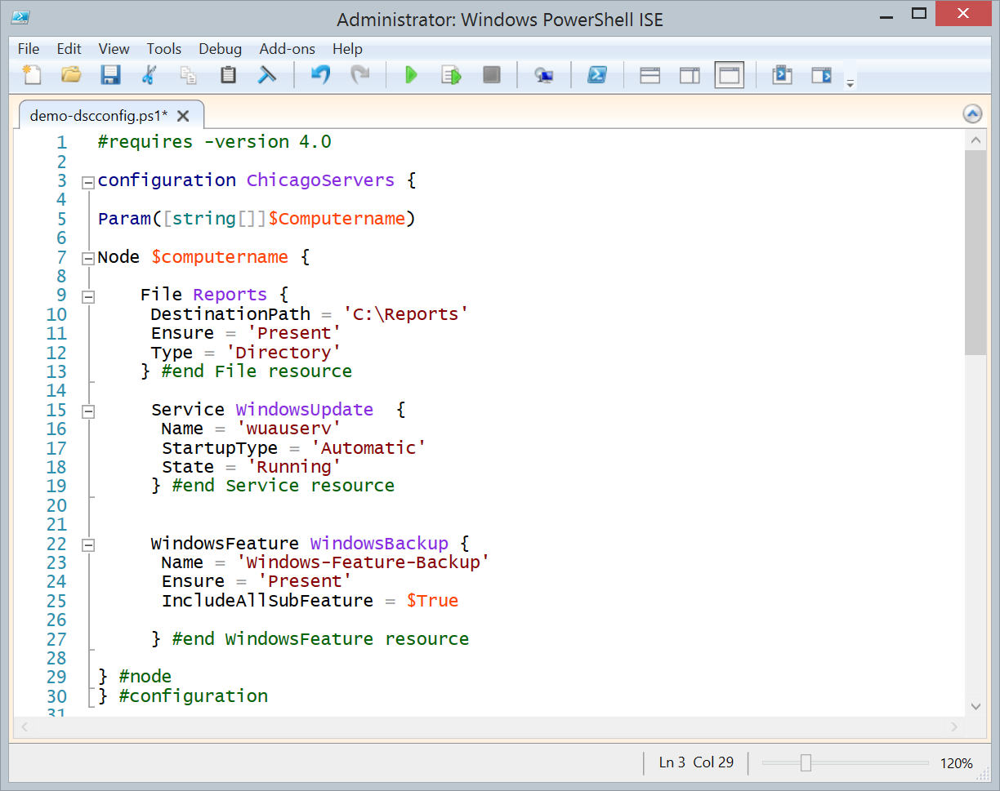 Administrator: Windows PowerShell ISE
File Edit View Tools Debug Add-ons Help
demo-dscconfig.ps1*
1 #requires -version 4.0
2
3 configuration ChicagoServers {
4
5 Param([string[]]$Computername)
6
7 Node $computername {
8
9 File Reports {
10 DestinationPath = 'C:\Reports'
11 Ensure = 'Present'
12 Type = 'Directory'
13 } #end File resource
14
15 Service WindowsUpdate {
16 Name = 'wuauserv'
17 StartupType = 'Automatic'
18 State = 'Running'
19 } #end Service resource
20
21
22 WindowsFeature WindowsBackup {
23 Name = 'Windows-Feature-Backup'
24 Ensure = 'Present'
25 IncludeAllSubFeature = $True
26
27 } #end WindowsFeature resource
28
29 } #node
30 } #configuration
31
Ln 3 Col 29 120%